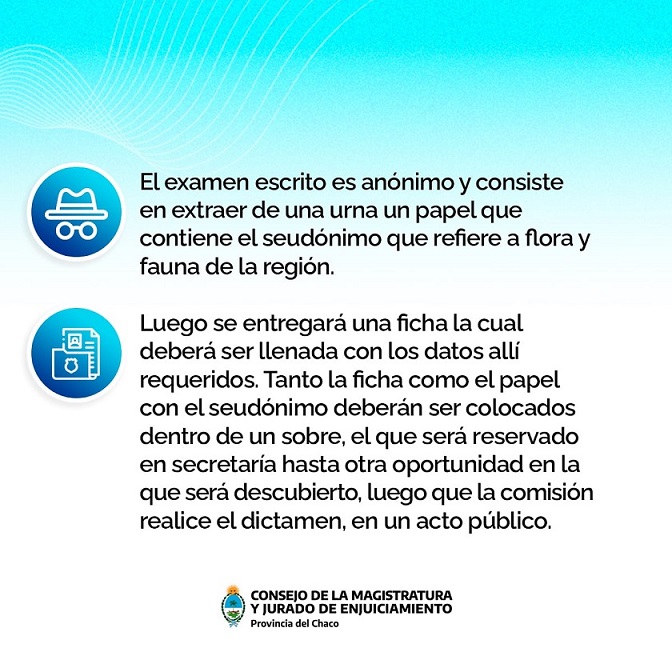 El examen escrito es anónimo y consiste
en extraer de una urna un papel que
contiene el seudónimo que refiere a flora y
fauna de la región.
Luego se entregará una ficha la cual
deberá ser llenada con los datos allí
requeridos. Tanto la ficha como el papel
con el seudónimo deberán ser colocados
dentro de un sobre, el que será reservado
en secretaría hasta otra oportunidad en la
que será descubierto, luego que la comisión
realice el dictamen, en un acto público.
CONSEJO DE LA MAGISTRATURA
Y JURADO DE ENJUICIAMIENTO
Provincia del Chaco